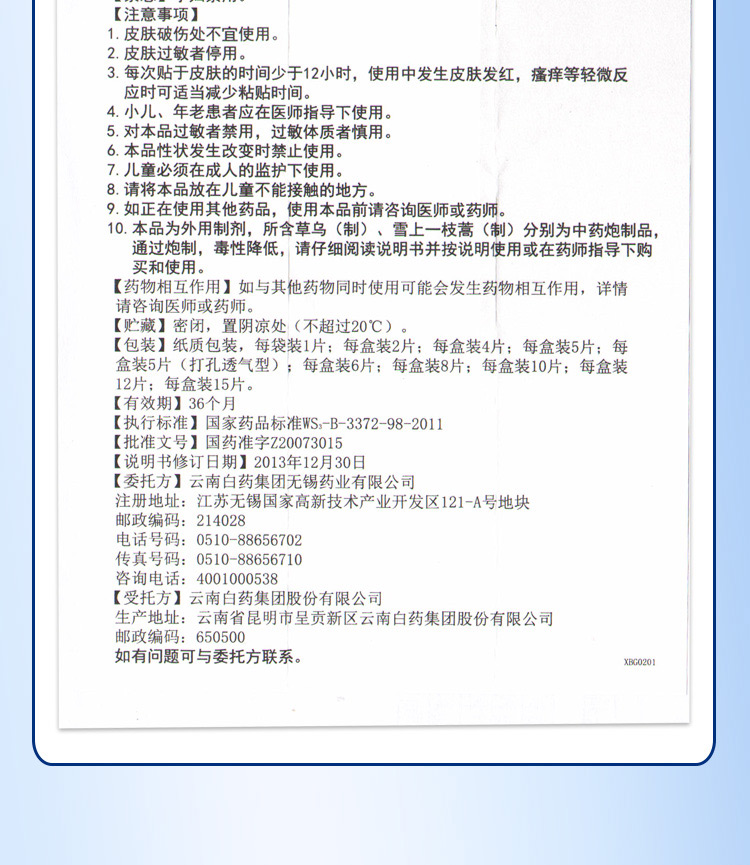 【注意事项】
1. 皮肤破伤处不宜使用。
2. 皮肤过敏者停用。
3. 每次贴于皮肤的时间少于12小时，使用中发生皮肤发红，瘙痒等轻微反
应时可适当减少粘贴时间。
4. 小儿、年老患者应在医师指导下使用。
5. 对本品过敏者禁用，过敏体质者慎用。
6. 本品性状发生改变时禁止使用。
7. 儿童必须在成人的监护下使用。
8. 请将本品放在儿童不能接触的地方。
9. 如正在使用其他药品，使用本品前请咨询医师或药师。
10. 本品为外用制剂，所含草乌（制）、雪上一枝蒿（制）分别为中药炮制品，
通过炮制，毒性降低，请仔细阅读说明书并按说明使用或在药师指导下购
买和使用。
【药物相互作用】如与其他药物同时使用可能会发生药物相互作用，详情
请咨询医师或药师。
【贮藏】密闭，置阴凉处（不超过20℃）。
【包装】纸质包装，每袋装1片；每盒装2片；每盒装4片；每盒装5片；每
盒装5片（打孔透气型）；每盒装6片；每盒装8片；每盒装10片；每盒装
12片；每盒装15片。
【有效期】36个月
【执行标准】国家药品标准WS₃-B-3372-98-2011
【批准文号】国药准字Z20073015
【说明书修订日期】2013年12月30日
【委托方】云南白药集团无锡药业有限公司
注册地址：江苏无锡国家高新技术产业开发区121-A号地块
邮政编码：214028
电话号码：0510-88656702
传真号码：0510-88656710
咨询电话：4001000538
【受托方】云南白药集团股份有限公司
生产地址：云南省昆明市呈贡新区云南白药集团股份有限公司
邮政编码：650500
如有问题可与委托方联系。
XBG0201